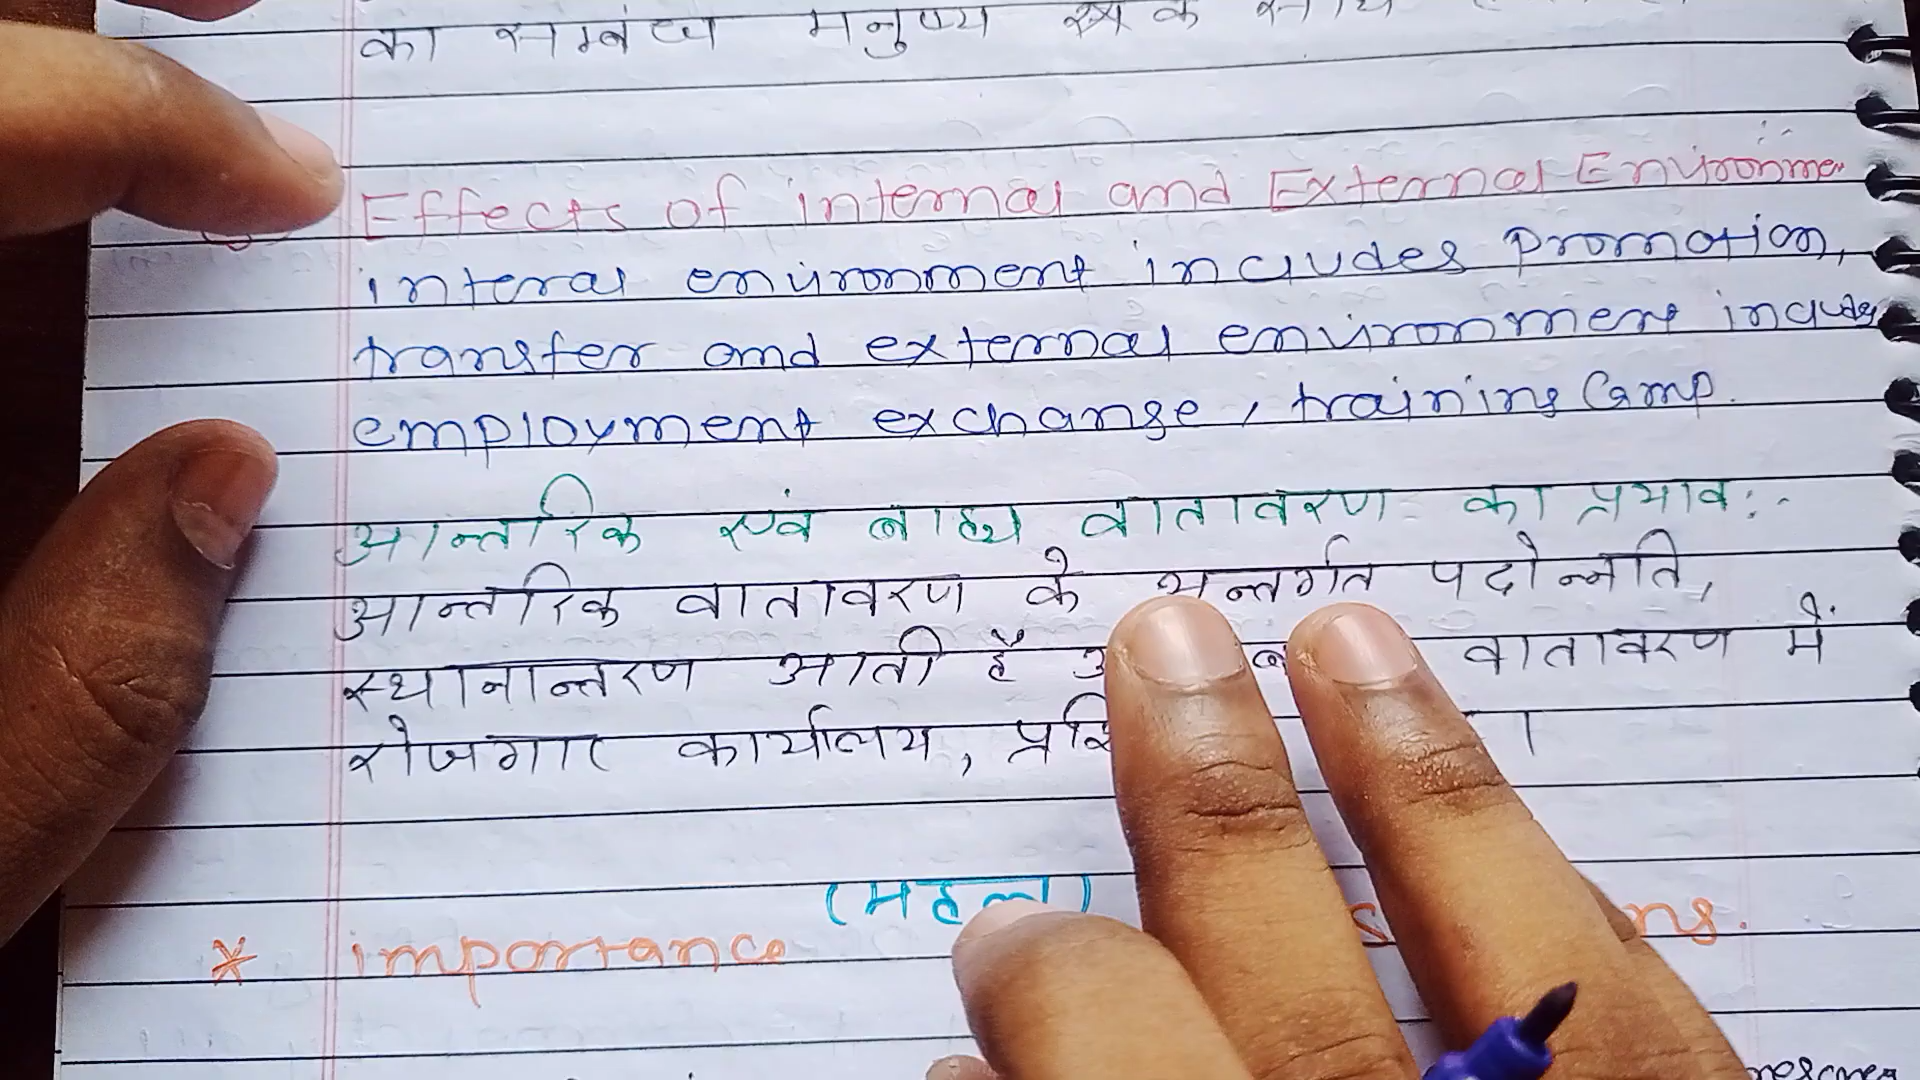 का सम्बंध मनुष्य के साथ
Effects of internal and External Environme
interal environment includes Promotion,
transfer and external environment includes
employment exchange, training Camp.
आन्तरिक एवं बाह्य वातावरण का प्रभाव :-
आन्तरिक वातावरण के अन्तर्गत पदोन्नति,
स्थानान्तरण आती है वातावरण में
रोजगार कार्यालय,
(महत्व)
* importance